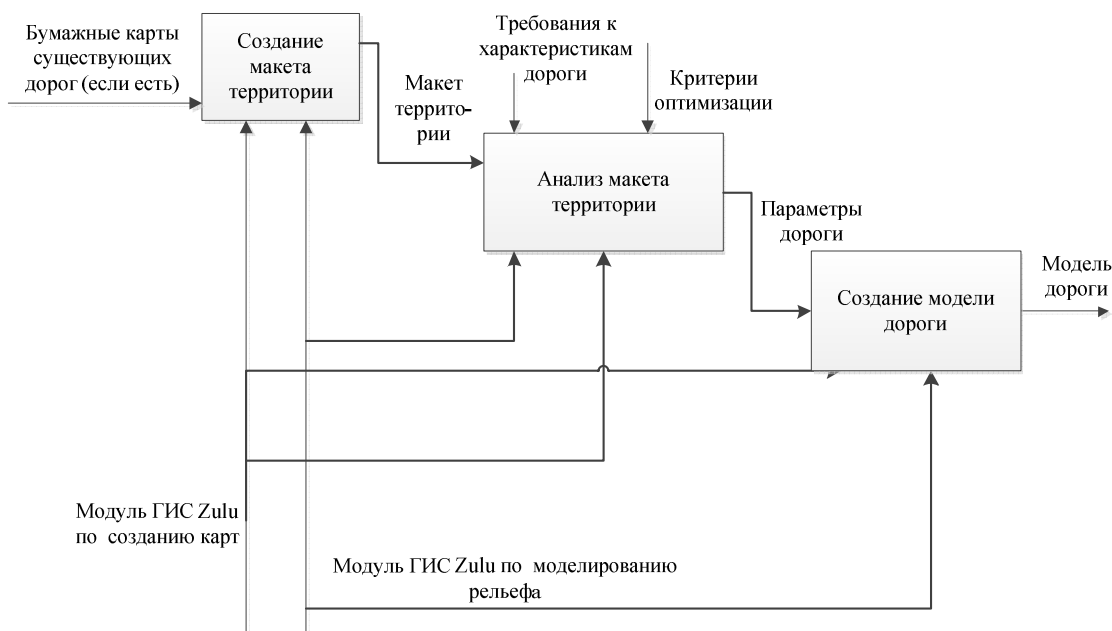 Бумажные карты
существующих
дорог (если есть)
Создание
макета
территории
Макет
террито-
рии
Требования к
характеристикам
дороги
Критерии
оптимизации
Анализ макета
территории
Параметры
дороги
Создание модели
дороги
Модель
дороги
Модуль ГИС Zulu
по созданию карт
Модуль ГИС Zulu по моделированию
рельефа